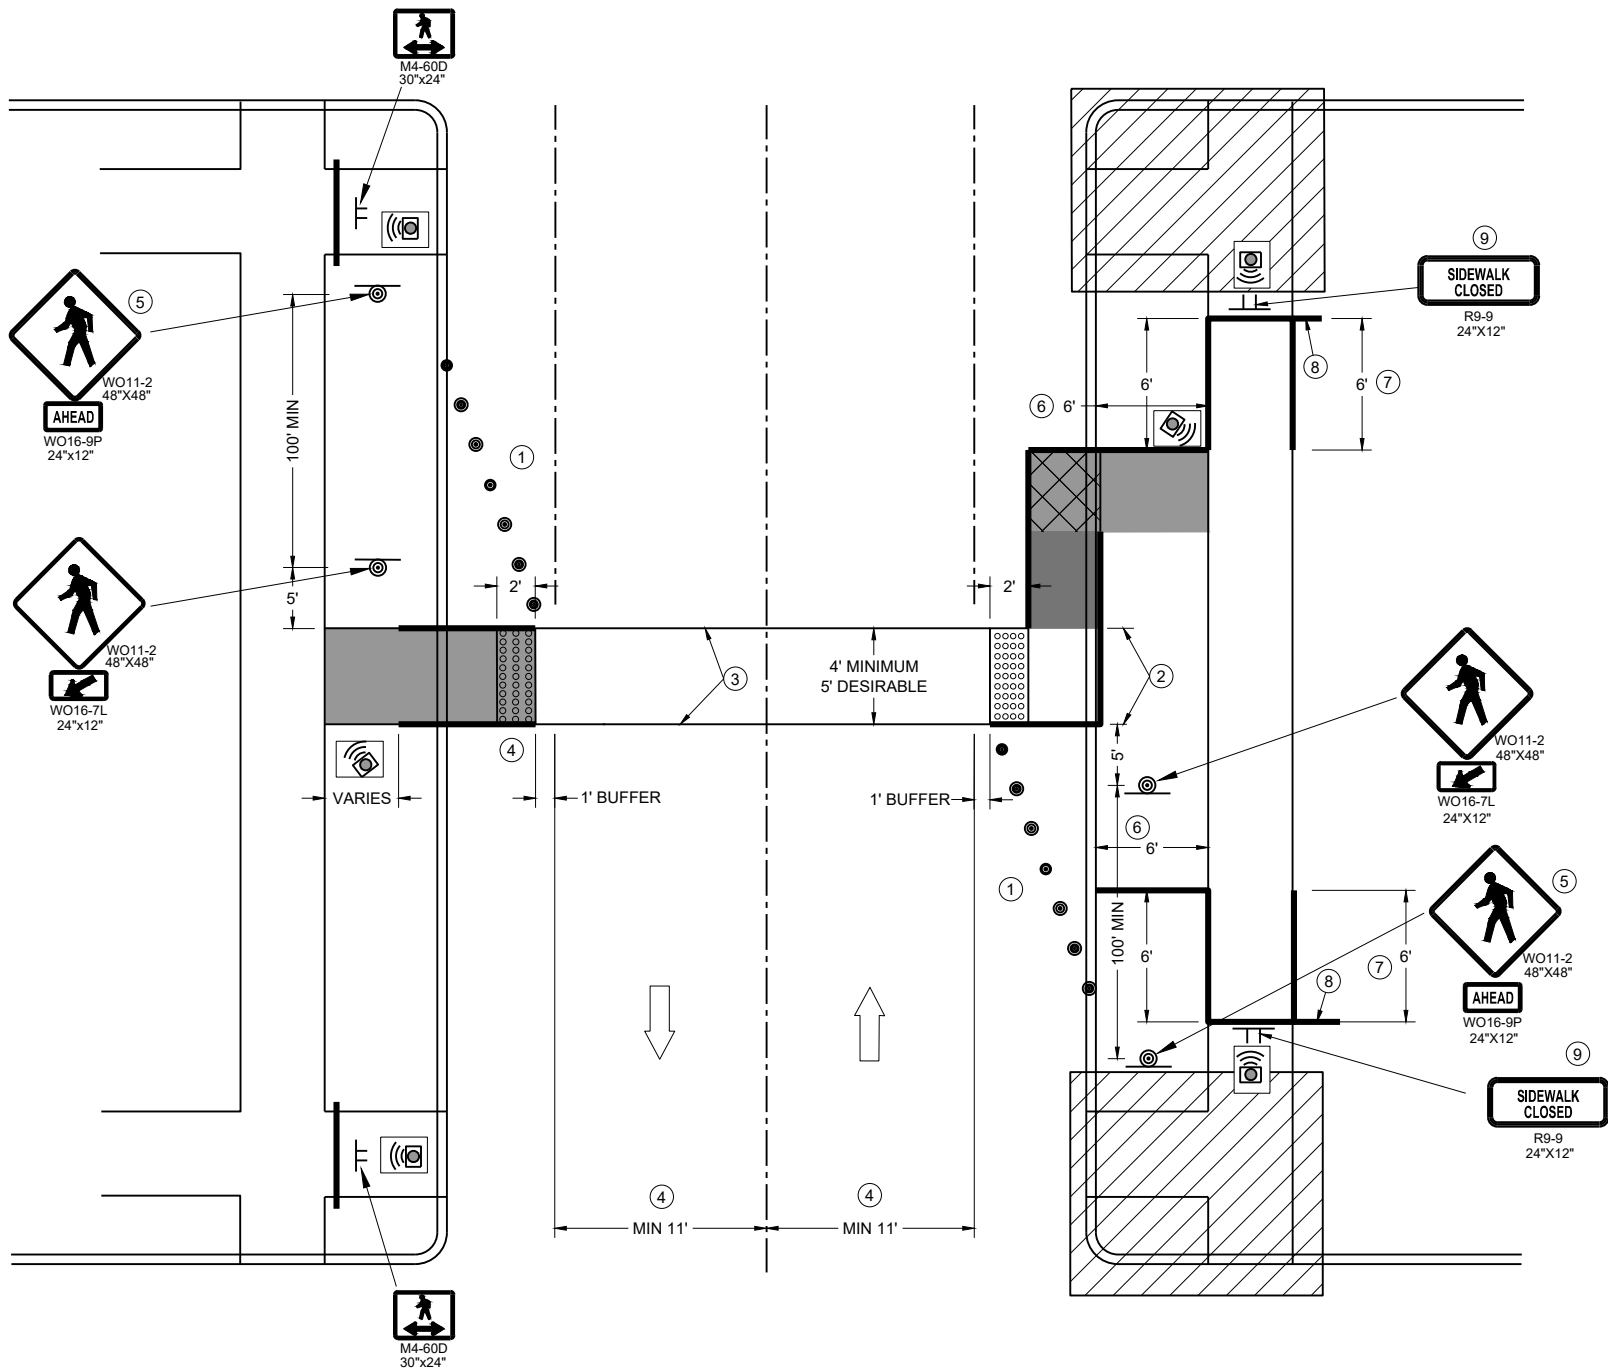 M4-60D
30"x24"
9
SIDEWALK
CLOSED
R9-9
24"X12"
5
WO11-2
48"X48"
AHEAD
WO16-9P
24"x12"
100' MIN
1
6'
8
6'
7
6
6'
2'
2'
5'
WO11-2
48"X48"
WO16-7L
24"x12"
3
4' MINIMUM
5' DESIRABLE
2
4
5'
WO11-2
48"X48"
WO16-7L
24"X12"
VARIES
1' BUFFER
1' BUFFER
6
6'
1
5
100' MIN
6'
8
7
6'
WO11-2
48"X48"
AHEAD
WO16-9P
24"X12"
9
SIDEWALK
CLOSED
R9-9
24"X12"
4
4
MIN 11'
MIN 11'
M4-60D
30"x24"